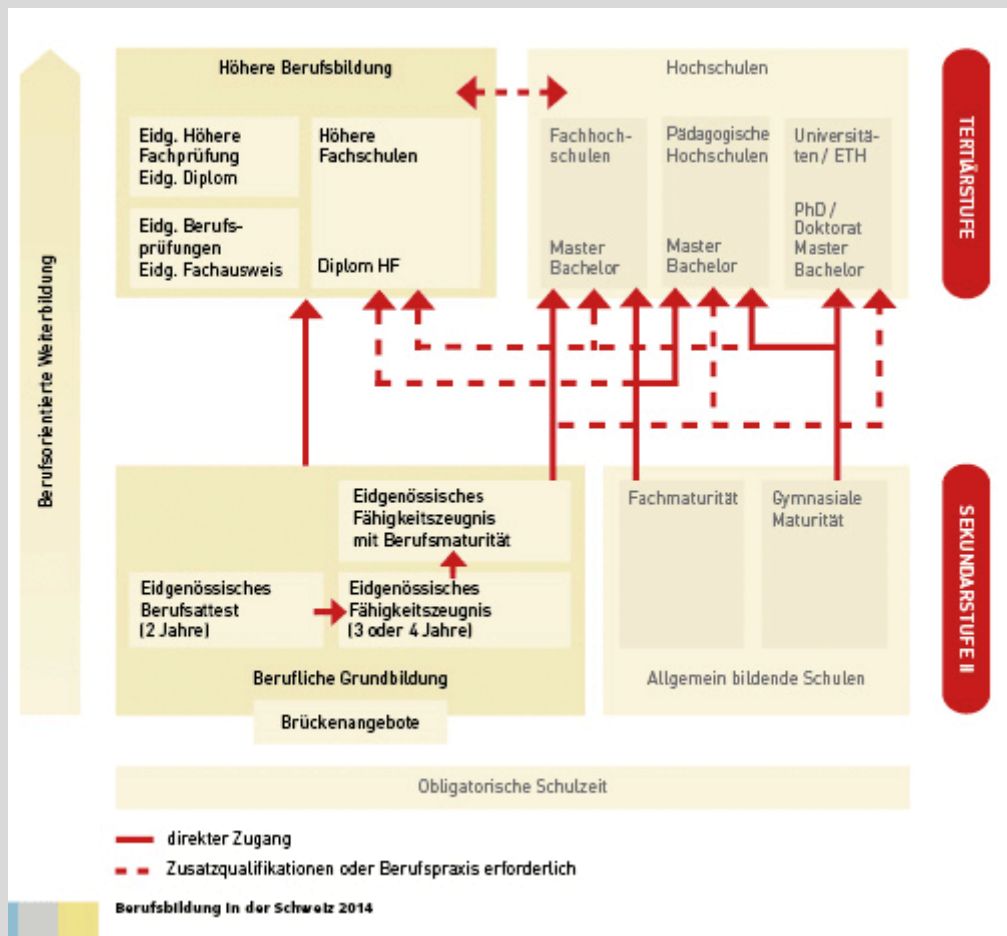 Berufsorientierte Weiterbildung
Höhere Berufsbildung
Eidg. Höhere
Fachprüfung
Eidg. Diplom
Eidg. Berufs-
prüfungen
Eidg. Fachausweis
Höhere
Fachschulen
Diplom HF
Hochschulen
Fachhoch-
schulen
Master
Bachelor
Pädagogische
Hochschulen
Master
Bachelor
Universitä-
ten / ETH
PhD /
Doktorat
Master
Bachelor
TERTIÄRSTUFE
Eidgenössisches
Fähigkeitszeugnis
mit Berufsmaturität
Eidgenössisches
Berufsattest
(2 Jahre)
Eidgenössisches
Fähigkeitszeugnis
(3 oder 4 Jahre)
Berufliche Grundbildung
Brückenangebote
Fachmaturität
Gymnasiale
Maturität
Allgemein bildende Schulen
SEKUNDARSTUFE II
Obligatorische Schulzeit
direkter Zugang
Zusatzqualifikationen oder Berufspraxis erforderlich
Berufsbildung in der Schweiz 2014